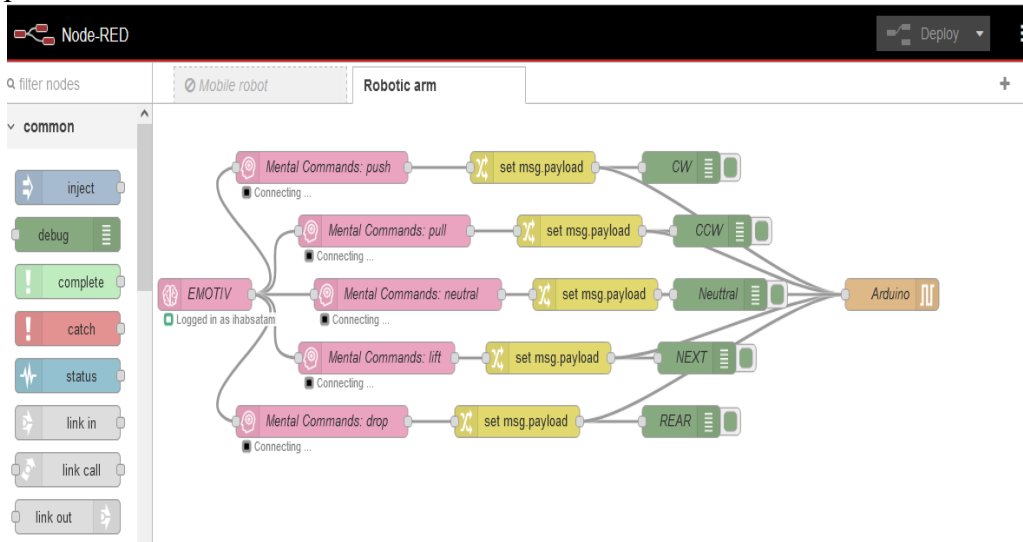 Node-RED
Deploy
filter nodes
Mobile robot
Robotic arm
common
inject
debug
complete
catch
status
link in
link call
link out
Mental Commands: push
Connecting ...
set msg.payload
CW
Mental Commands: pull
Connecting ...
set msg.payload
CCW
EMOTIV
Logged in as ihabsatam
Mental Commands: neutral
Connecting ...
set msg.payload
Neuttral
Arduino
Mental Commands: lift
Connecting ...
set msg.payload
NEXT
Mental Commands: drop
Connecting ...
set msg.payload
REAR